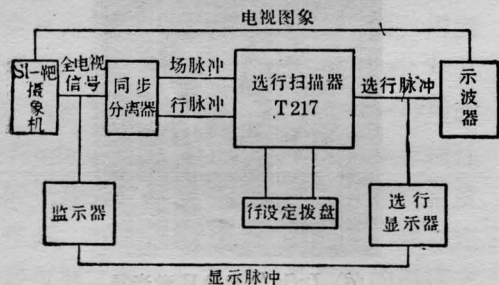 电视图象
SI-靶
摄象机
全电视
信号
同步
分离器
场脉冲
行脉冲
选行扫描器
T217
选行脉冲
示波器
监示器
行设定拨盘
选行
显示器
显示脉冲